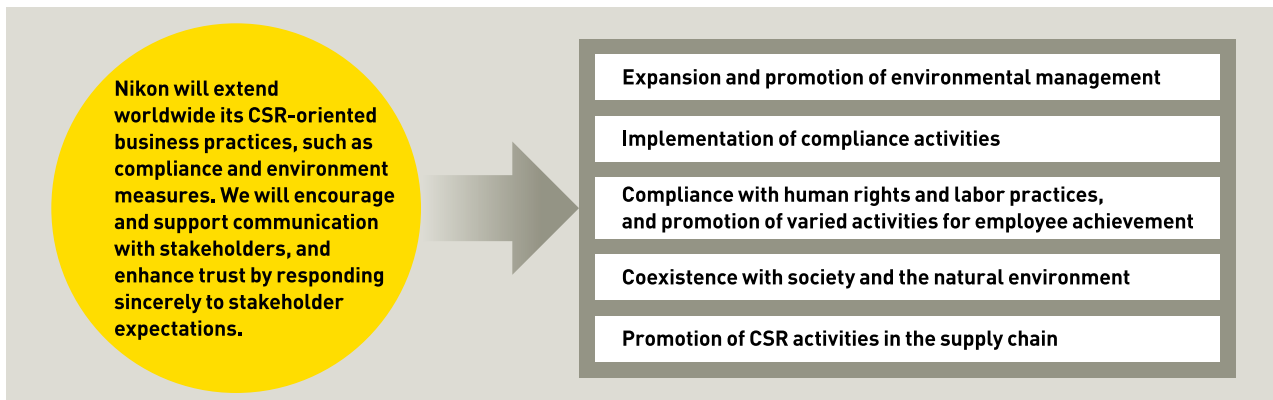 Nikon will extend
worldwide its CSR-oriented
business practices, such as
compliance and environment
measures. We will encourage
and support communication
with stakeholders, and
enhance trust by responding
sincerely to stakeholder
expectations.
Expansion and promotion of environmental management
Implementation of compliance activities
Compliance with human rights and labor practices,
and promotion of varied activities for employee achievement
Coexistence with society and the natural environment
Promotion of CSR activities in the supply chain